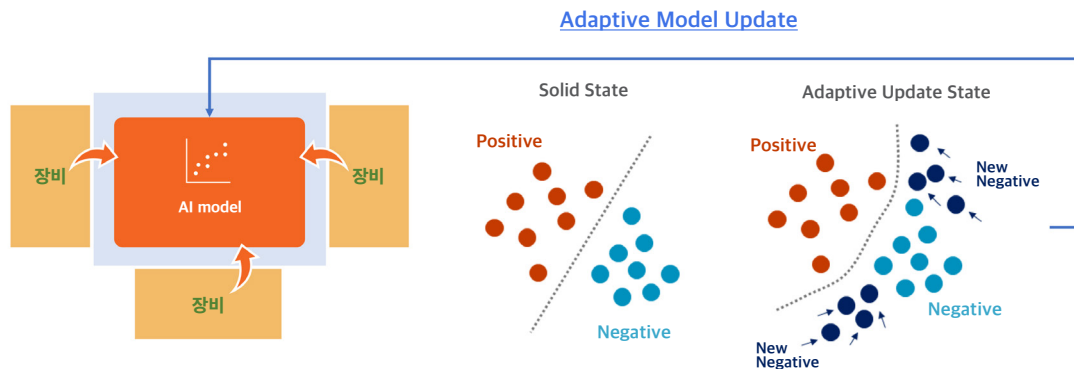 Adaptive Model Update
장비
AI model
장비
장비
Solid State
Positive
Negative
Adaptive Update State
Positive
New
Negative
Negative
New
Negative